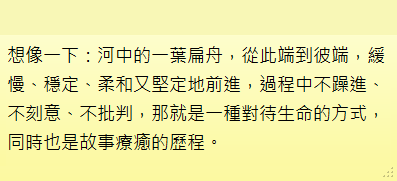 想像一下：河中的一葉扁舟，從此端到彼端，緩
慢、穩定、柔和又堅定地前進，過程中不躁進、
不刻意、不批判，那就是一種對待生命的方式，
同時也是故事療癒的歷程。